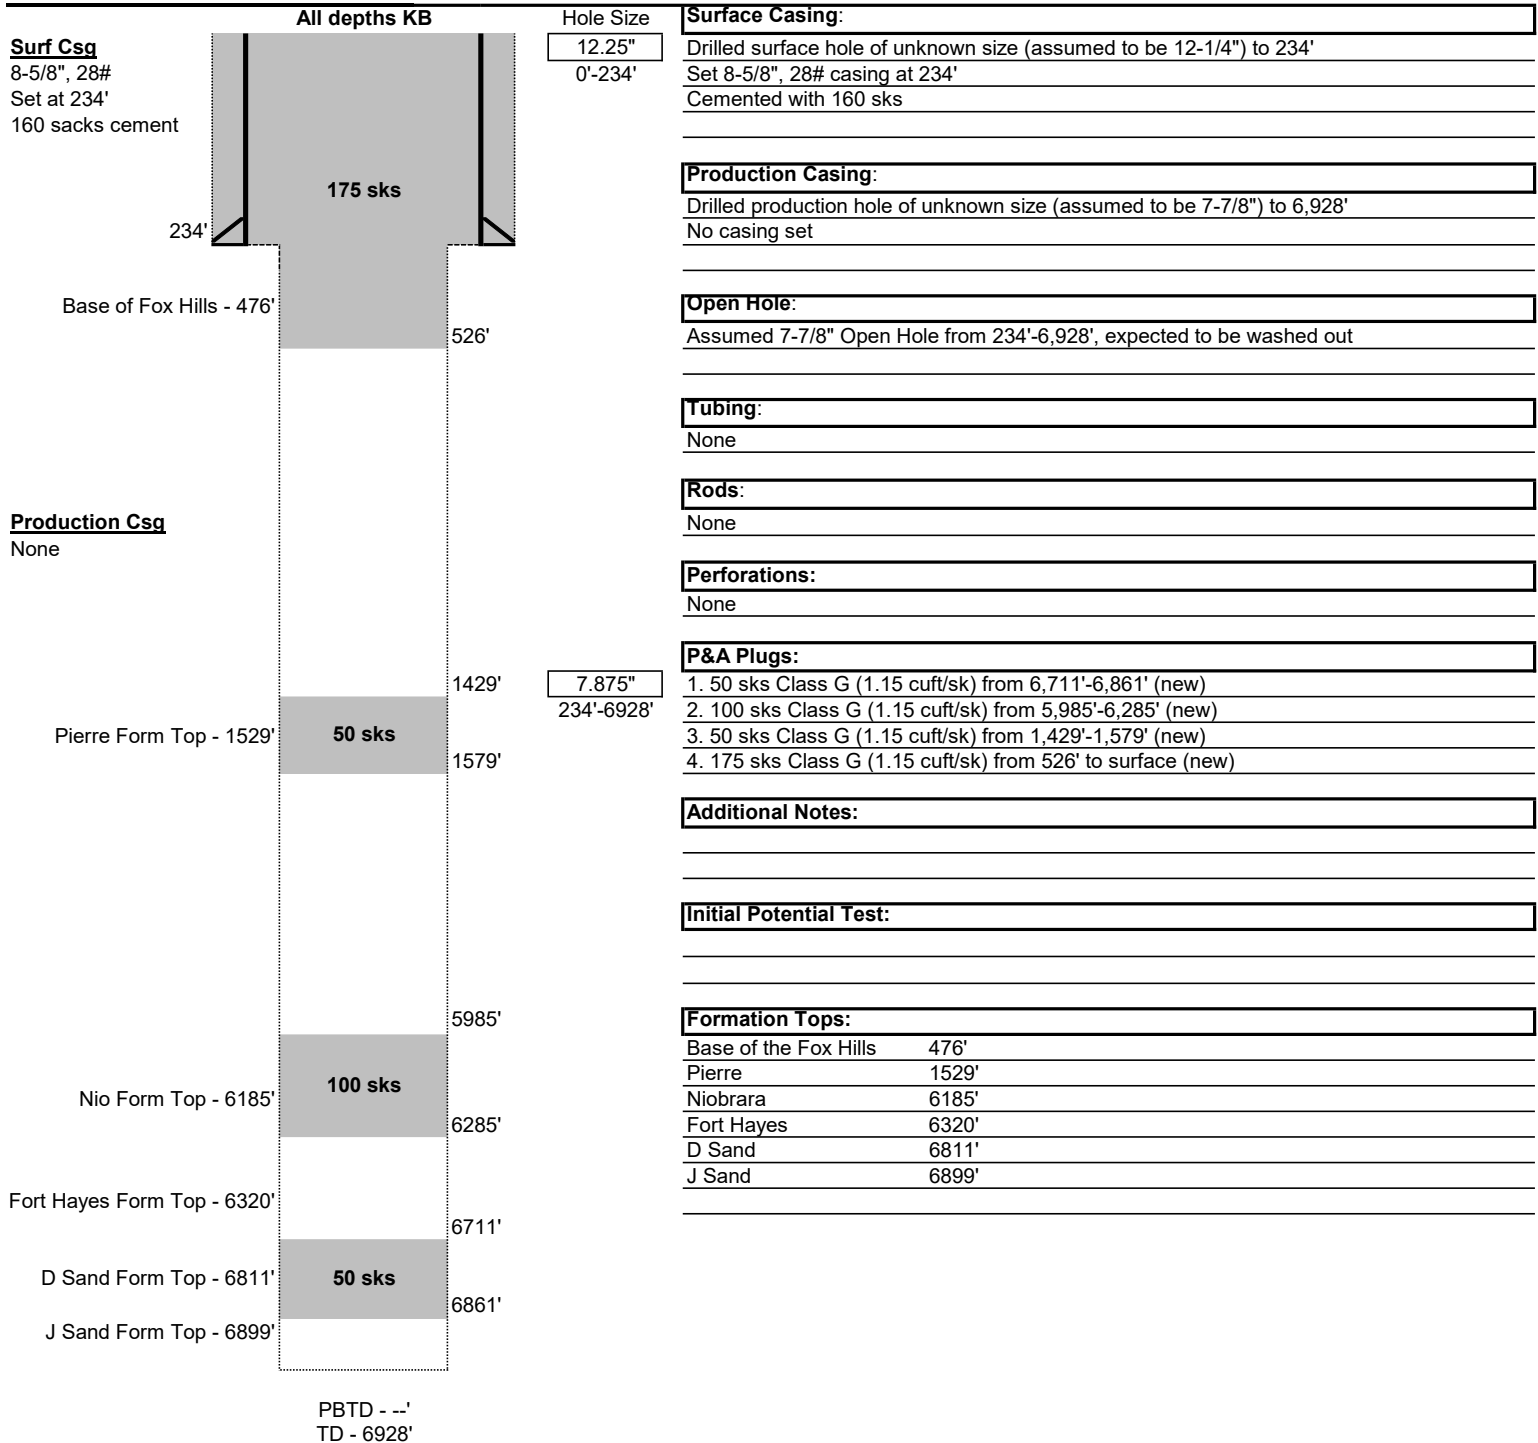 All depths KB
Surf Csg
8-5/8", 28#
Set at 234'
160 sacks cement
175 sks
234'
Base of Fox Hills - 476'
526'
Production Csg
None
1429'
Pierre Form Top - 1529'
50 sks
1579'
5985'
100 sks
Nio Form Top - 6185'
6285'
Fort Hayes Form Top - 6320'
6711'
D Sand Form Top - 6811'
50 sks
6861'
J Sand Form Top - 6899'
PBTD - --'
TD - 6928'
Hole Size
12.25"
0'-234'
7.875"
234'-6928'
Surface Casing:
Drilled surface hole of unknown size (assumed to be 12-1/4") to 234'
Set 8-5/8", 28# casing at 234'
Cemented with 160 sks
Production Casing:
Drilled production hole of unknown size (assumed to be 7-7/8") to 6,928'
No casing set
Open Hole:
Assumed 7-7/8" Open Hole from 234'-6,928', expected to be washed out
Tubing:
None
Rods:
None
Perforations:
None
P&A Plugs:
1. 50 sks Class G (1.15 cuft/sk) from 6,711'-6,861' (new)
2. 100 sks Class G (1.15 cuft/sk) from 5,985'-6,285' (new)
3. 50 sks Class G (1.15 cuft/sk) from 1,429'-1,579' (new)
4. 175 sks Class G (1.15 cuft/sk) from 526' to surface (new)
Additional Notes:
Initial Potential Test:
Formation Tops:
Base of the Fox Hills 476'
Pierre 1529'
Niobrara 6185'
Fort Hayes 6320'
D Sand 6811'
J Sand 6899'